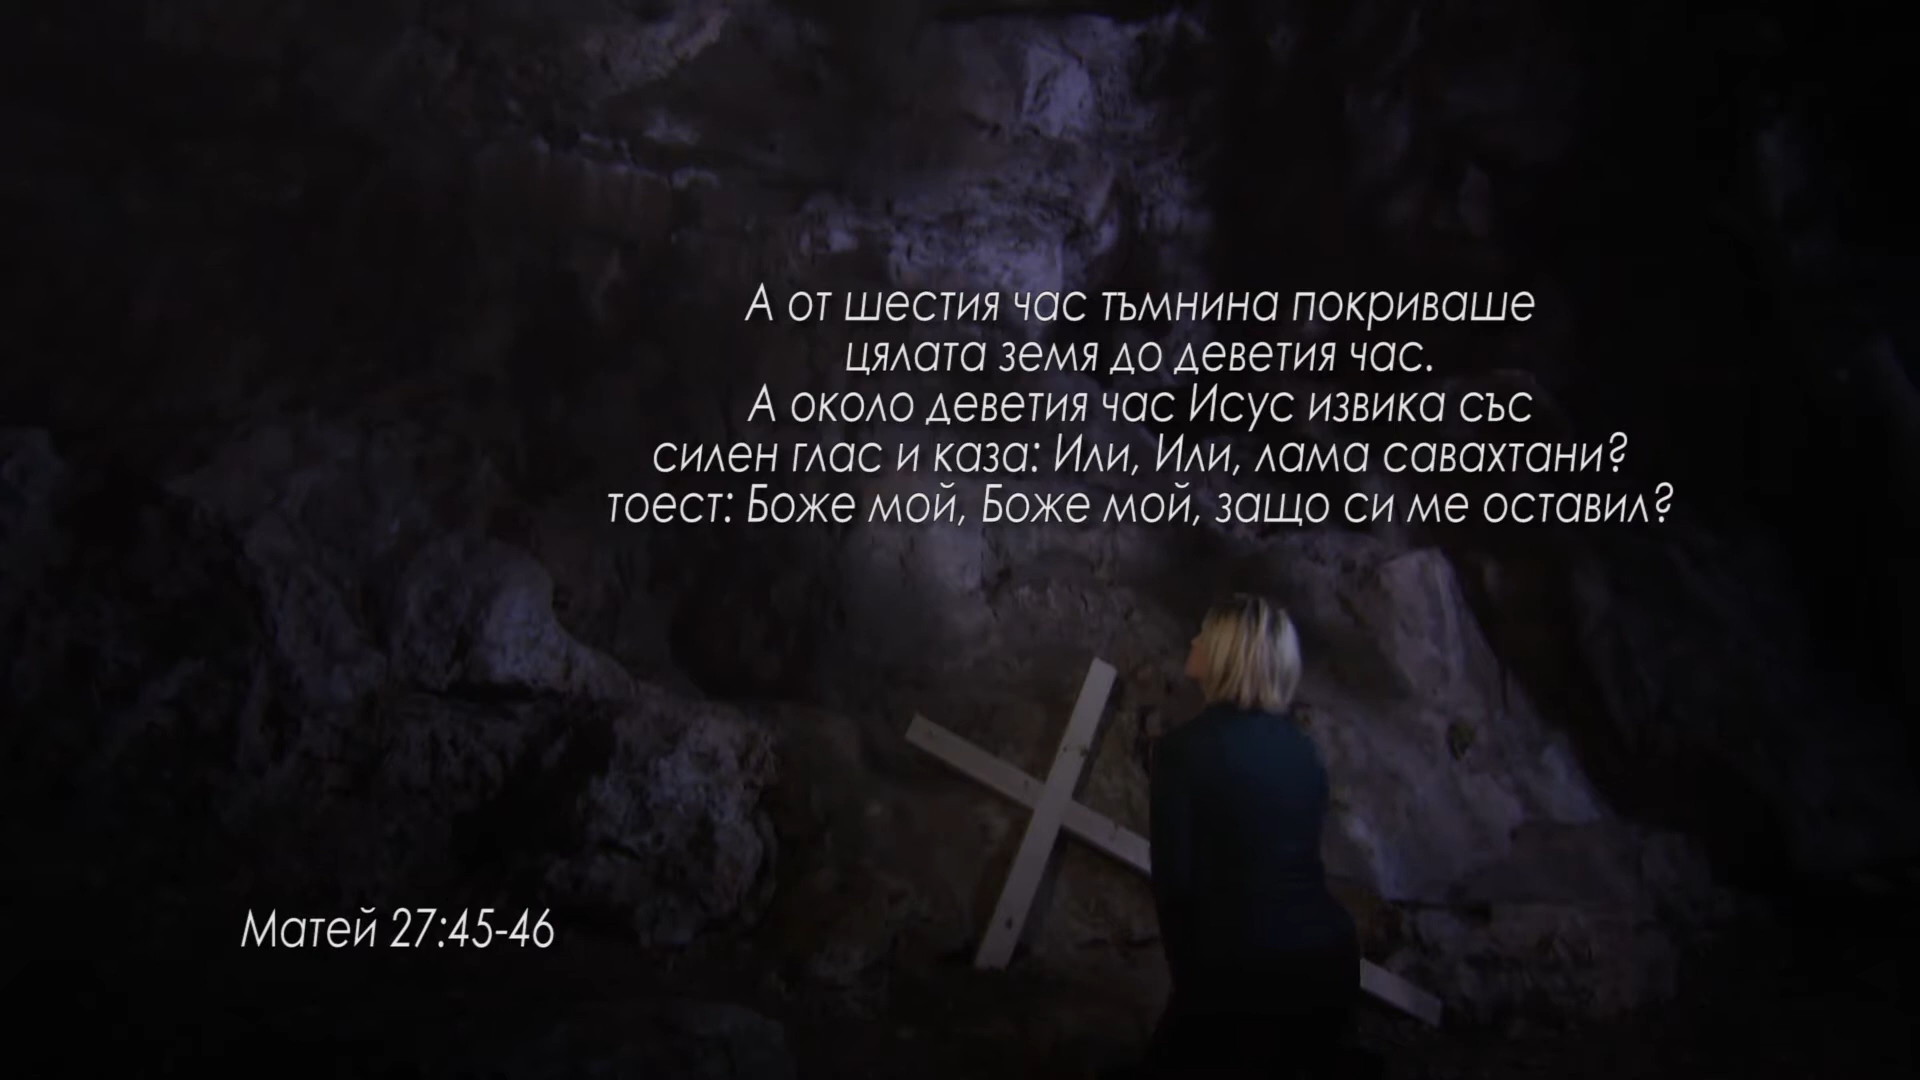 А от шестия час тъмнина покриваше
цялата земя до деветия час.
А около деветия час Исус извика със
силен глас и каза: Или, Или, лама савахтани?
тоест: Боже мой, Боже мой, защо си ме оставил?
Матей 27:45-46